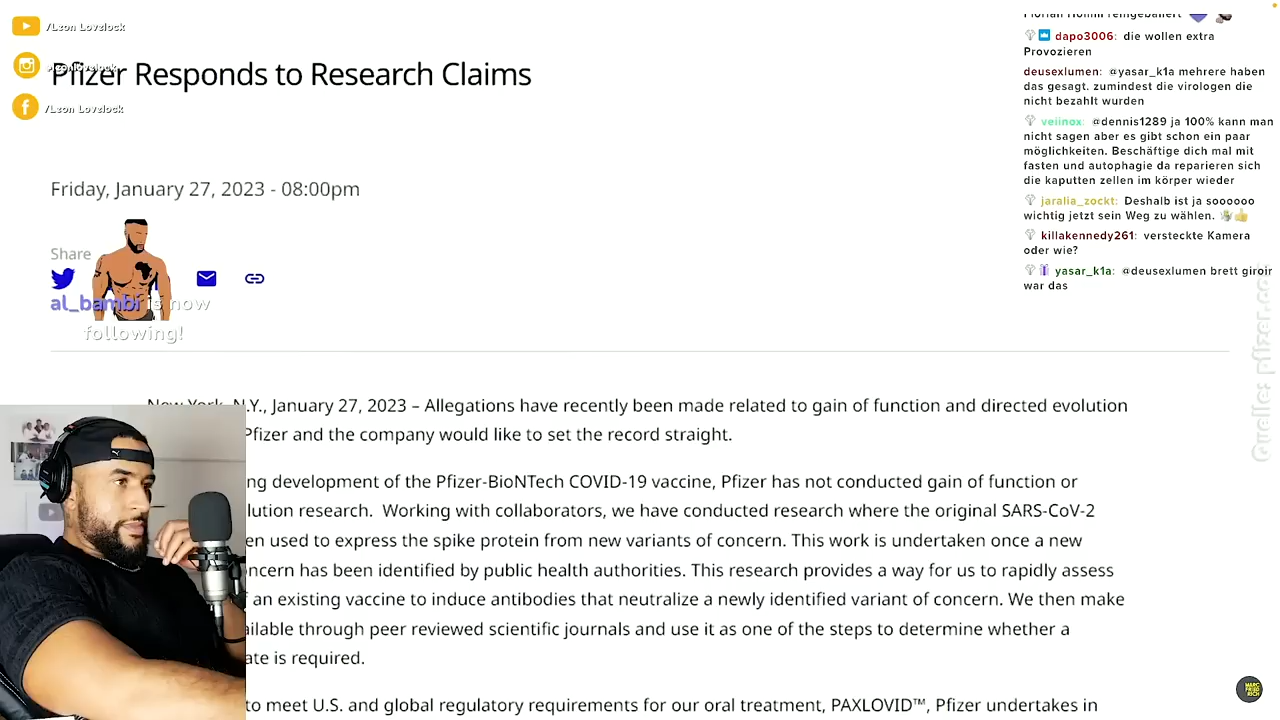 /Leon Lovelock
/Leon Lovelock
Pfizer Responds to Research Claims
Friday, January 27, 2023 - 08:00pm
Share
al_bambi is now
following!
New York, N.Y., January 27, 2023 – Allegations have recently been made related to gain of function and directed evolution
Pfizer and the company would like to set the record straight.
ng development of the Pfizer-BioNTech COVID-19 vaccine, Pfizer has not conducted gain of function or
lution research. Working with collaborators, we have conducted research where the original SARS-CoV-2
en used to express the spike protein from new variants of concern. This work is undertaken once a new
ncern has been identified by public health authorities. This research provides a way for us to rapidly assess
f an existing vaccine to induce antibodies that neutralize a newly identified variant of concern. We then make
ailable through peer reviewed scientific journals and use it as one of the steps to determine whether a
ate is required.
to meet U.S. and global regulatory requirements for our oral treatment, PAXLOVID™, Pfizer undertakes in
dapo3006: die wollen extra
Provozieren
deusexlumen: @yasar_k1a mehrere haben
das gesagt. zumindest die virologen die
nicht bezahlt wurden
veiinox: @dennis1289 ja 100% kann man
nicht sagen aber es gibt schon ein paar
möglichkeiten. Beschäftige dich mal mit
fasten und autophagie da reparieren sich
die kaputten zellen im körper wieder
jaralia_zockt: Deshalb ist ja soooooo
wichtig jetzt sein Weg zu wählen.
killakennedy261: versteckte Kamera
oder wie?
yasar_k1a: @deusexlumen brett giroir
war das
Quelle: pfizer.co
MARC
FRIED
RICH